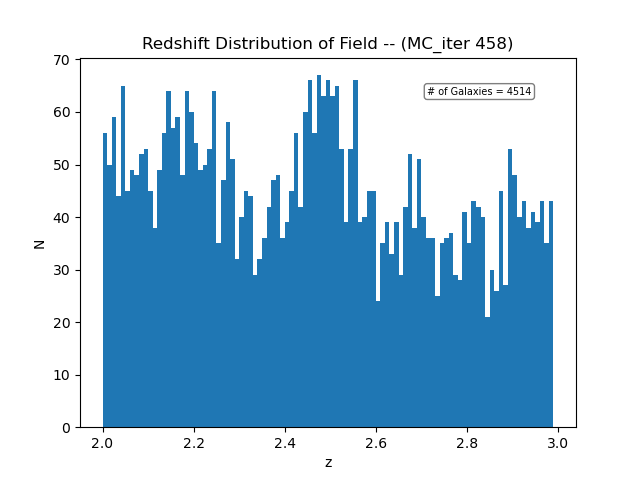 Redshift Distribution of Field -- (MC_iter 458)
# of Galaxies = 4514
70
60
50
40
30
20
10
0
N
2.0 2.2 2.4 2.6 2.8 3.0
z